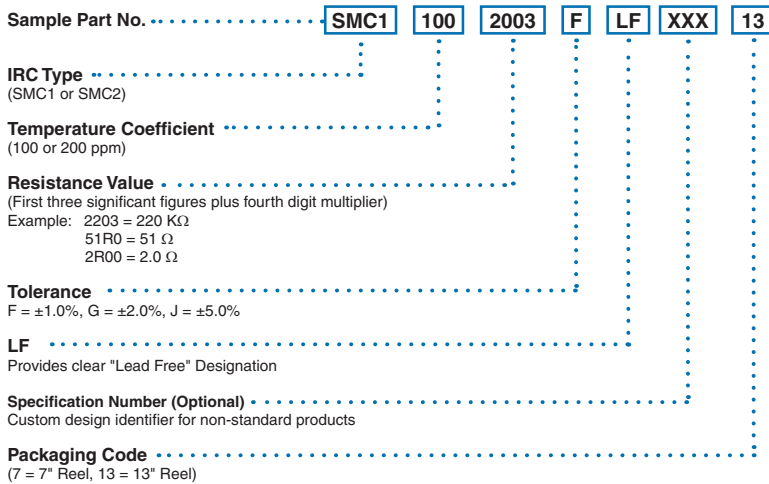 Sample Part No. SMC1 100 2003 F LF XXX 13
IRC Type
(SMC1 or SMC2)
Temperature Coefficient
(100 or 200 ppm)
Resistance Value
(First three significant figures plus fourth digit multiplier)
Example: 2203 = 220 KΩ
51R0 = 51 Ω
2R00 = 2.0 Ω
Tolerance
F = ±1.0%, G = ±2.0%, J = ±5.0%
LF
Provides clear "Lead Free" Designation
Specification Number (Optional)
Custom design identifier for non-standard products
Packaging Code
(7 = 7" Reel, 13 = 13" Reel)